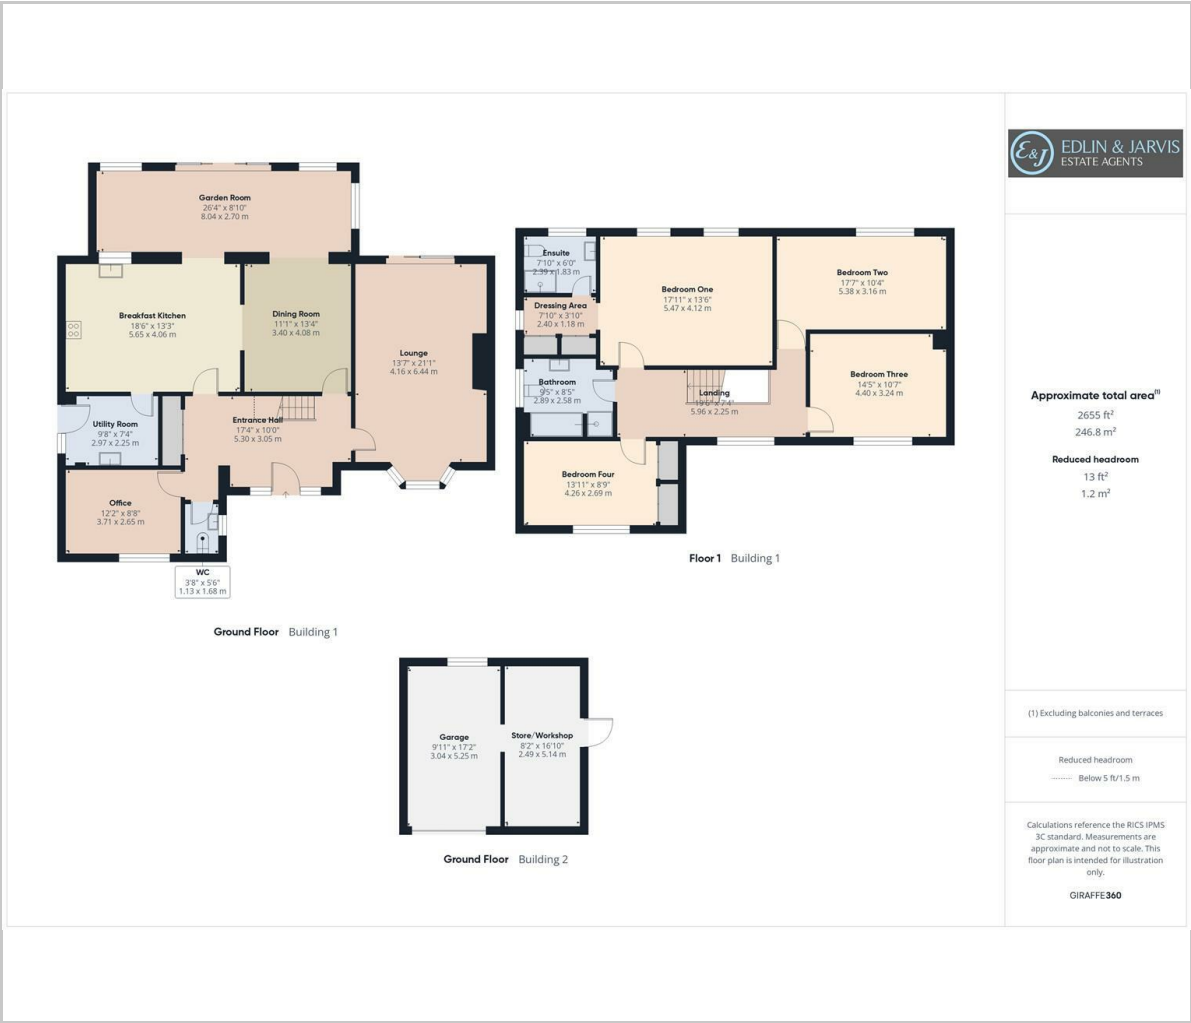 E&J
EDLIN & JARVIS
ESTATE AGENTS
Garden Room
26'4" x 8'10"
8.04 x 2.70 m
Breakfast Kitchen
18'6" x 13'3"
5.65 x 4.06 m
Dining Room
11'1" x 13'4"
3.40 x 4.08 m
Lounge
13'7" x 21'1"
4.16 x 6.44 m
Utility Room
9'8" x 7'4"
2.97 x 2.25 m
Entrance Hall
17'4" x 10'0"
5.30 x 3.05 m
Office
12'2" x 8'8"
3.71 x 2.65 m
WC
3'8" x 5'6"
1.13 x 1.68 m
Ground Floor Building 1
Ensuite
7'10" x 6'0"
2.39 x 1.83 m
Dressing Area
7'10" x 3'10"
2.40 x 1.18 m
Bedroom One
17'11" x 13'6"
5.47 x 4.12 m
Bedroom Two
17'7" x 10'4"
5.38 x 3.16 m
Bathroom
9'5" x 8'5"
2.89 x 2.58 m
Landing
19'6" x 7'4"
5.96 x 2.25 m
Bedroom Three
14'5" x 10'7"
4.40 x 3.24 m
Bedroom Four
13'11" x 8'9"
4.26 x 2.69 m
Floor 1 Building 1
Garage
9'11" x 17'2"
3.04 x 5.25 m
Store/Workshop
8'2" x 16'10"
2.49 x 5.14 m
Ground Floor Building 2
Approximate total area(1)
2655 ft²
246.8 m²
Reduced headroom
13 ft²
1.2 m²
(1) Excluding balconies and terraces
Reduced headroom
Below 5 ft/1.5 m
Calculations reference the RICS IPMS
3C standard. Measurements are
approximate and not to scale. This
floor plan is intended for illustration
only.
GIRAFFE360